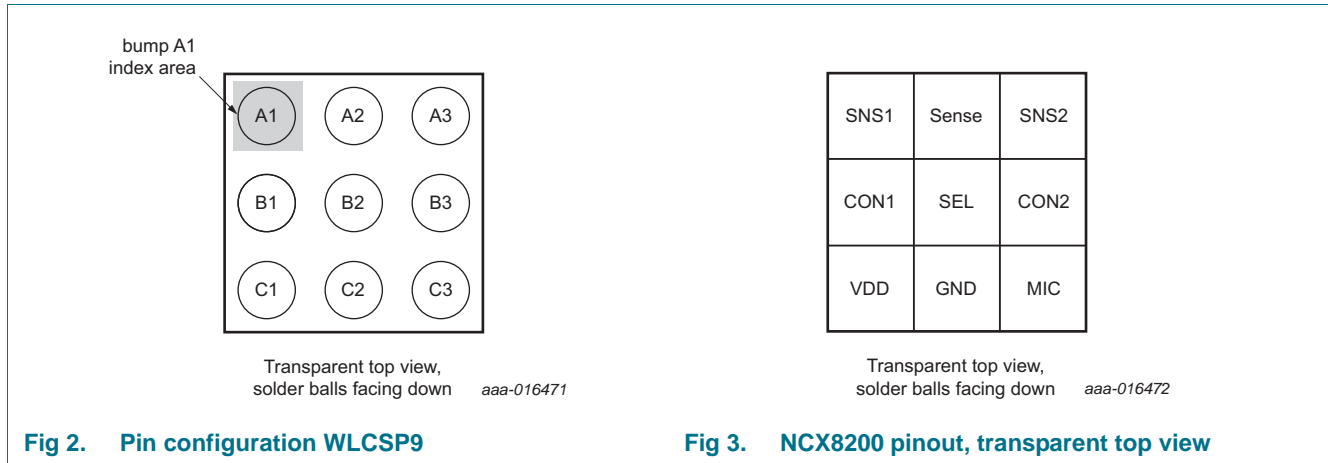 bump A1
index area
A1 A2 A3
B1 B2 B3
C1 C2 C3
Transparent top view,
solder balls facing down aaa-016471
Fig 2. Pin configuration WLCSP9
SNS1 Sense SNS2
CON1 SEL CON2
VDD GND MIC
Transparent top view,
solder balls facing down aaa-016472
Fig 3. NCX8200 pinout, transparent top view